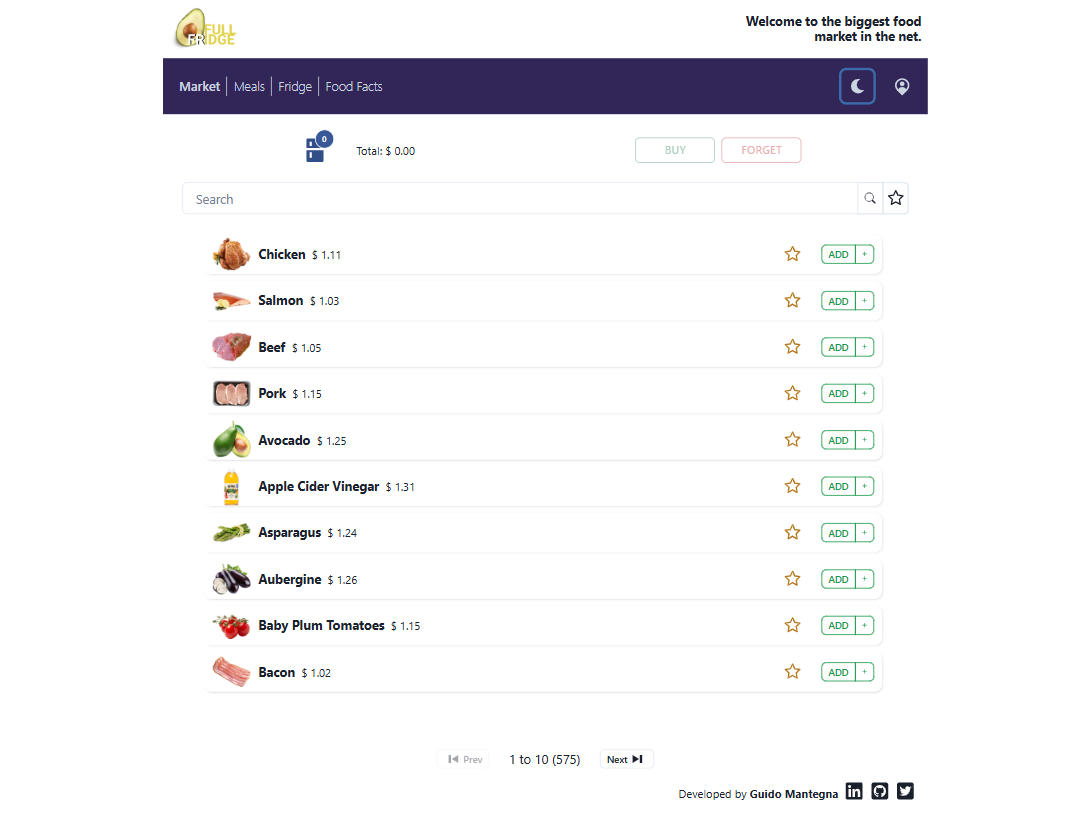 FULL
FRIDGE
Welcome to the biggest food
market in the net.
Market Meals Fridge Food Facts
0
Total: $ 0.00
BUY
FORGET
Search
Chicken $ 1.11 ADD +
Salmon $ 1.03 ADD +
Beef $ 1.05 ADD +
Pork $ 1.15 ADD +
Avocado $ 1.25 ADD +
Apple Cider Vinegar $ 1.31 ADD +
Asparagus $ 1.24 ADD +
Aubergine $ 1.26 ADD +
Baby Plum Tomatoes $ 1.15 ADD +
Bacon $ 1.02 ADD +
Prev 1 to 10 (575) Next
Developed by Guido Mantegna in